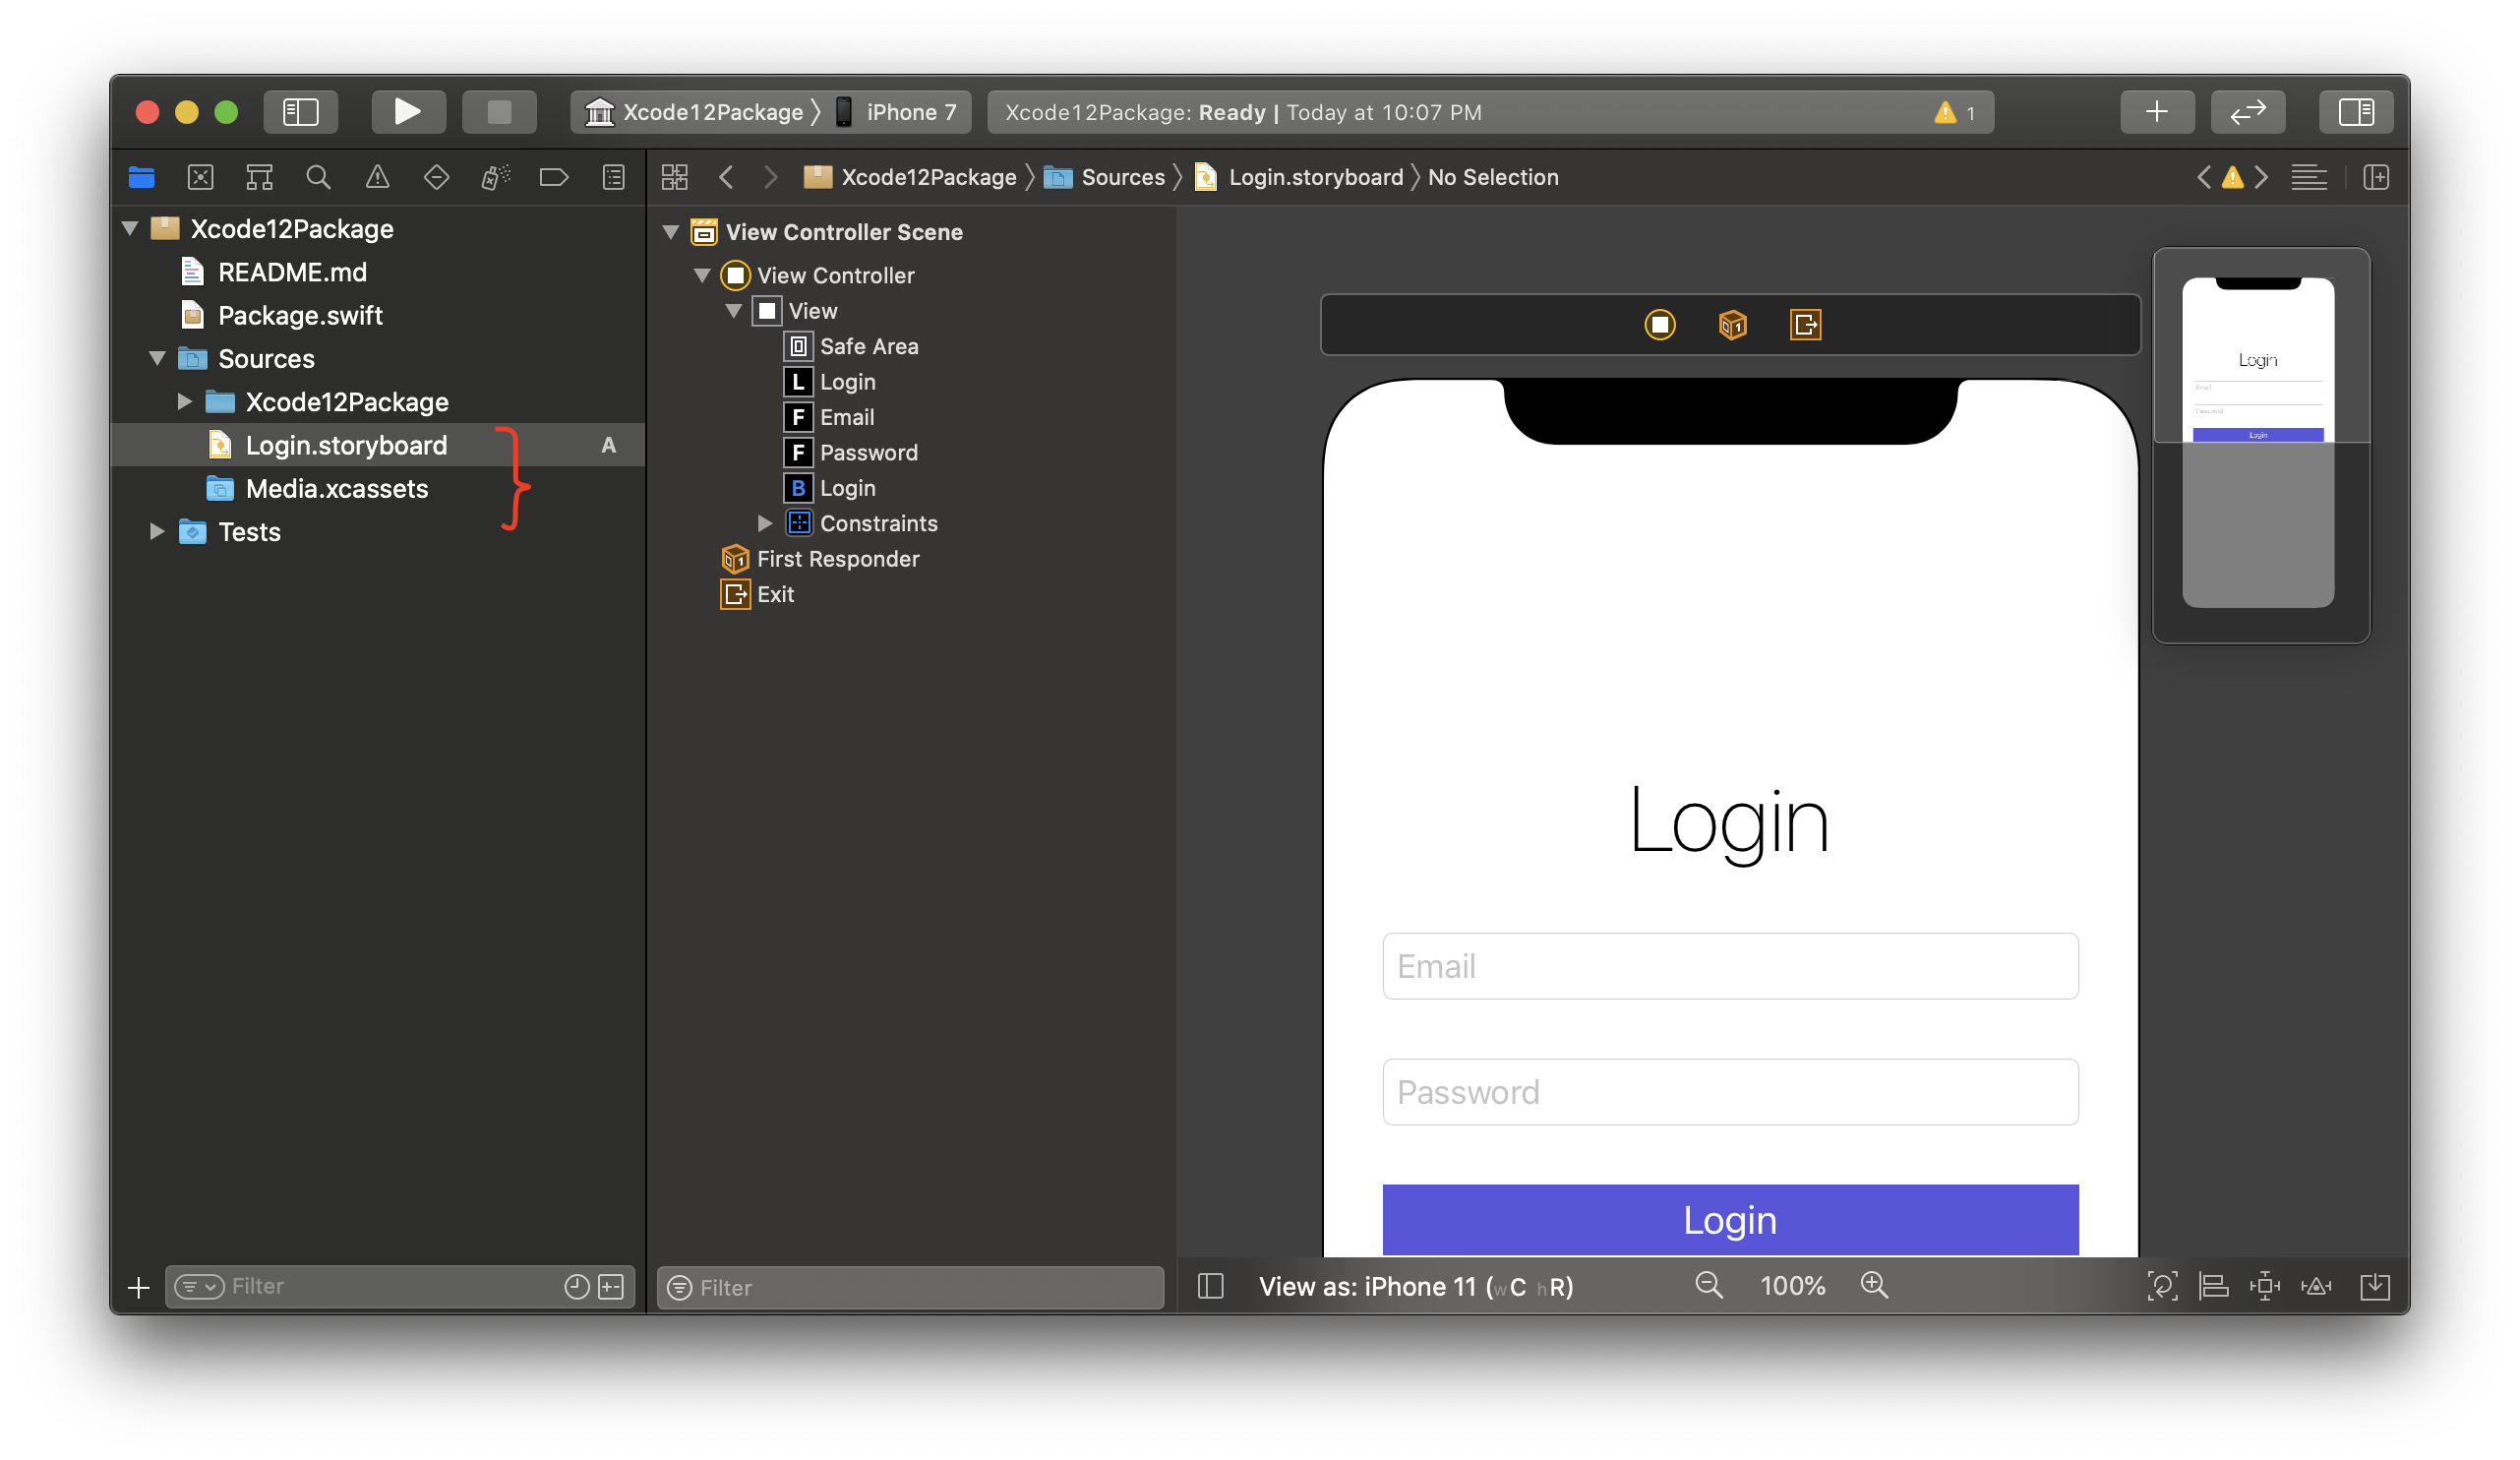 Xcode12Package 〉 iPhone 7
Xcode12Package: Ready | Today at 10:07 PM
1
Xcode12Package 〉 Sources 〉 Login.storyboard 〉 No Selection
Xcode12Package
README.md
Package.swift
Sources
Xcode12Package
Login.storyboard A
Media.xcassets
Tests
Filter
View Controller Scene
View Controller
View
Safe Area
L Login
F Email
F Password
B Login
Constraints
First Responder
Exit
Filter
Login
Email
Password
Login
Login
Email
Password
Login
View as: iPhone 11 (wC hR)
100%